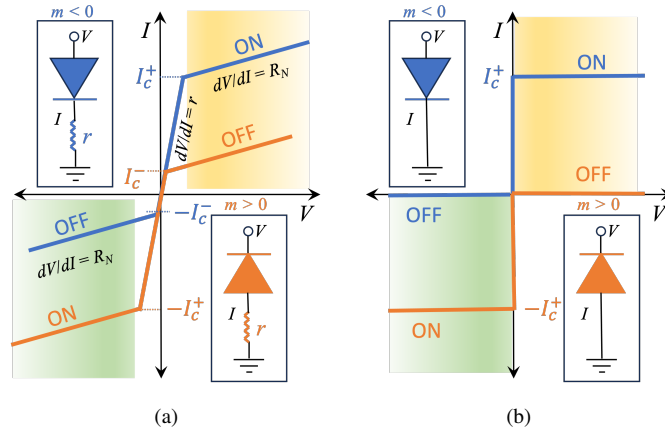 m < 0
V
I
r
I
I_c^+
ON
dV/dI = R_N
dV/dI = r
OFF
I_c^-
V
-I_c^-
m > 0
OFF
dV/dI = R_N
ON
-I_c^+
V
I
r
(a)
m < 0
V
I
I
I_c^+
ON
OFF
V
OFF
m > 0
V
I
-I_c^+
ON
(b)